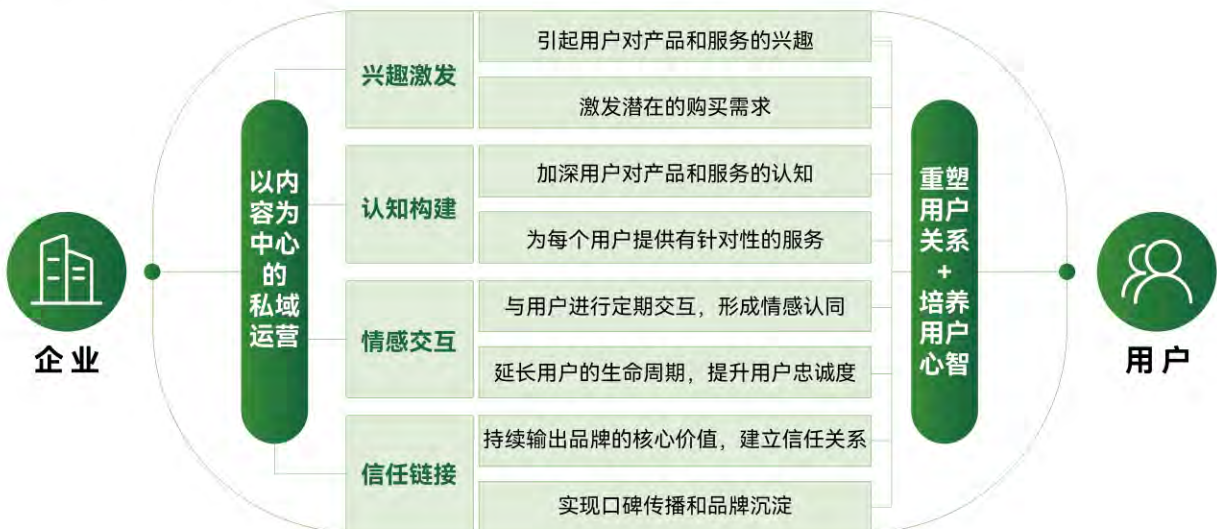 企业
以内
容为
中心
的
私域
运营
兴趣激发
引起用户对产品和服务的兴趣
激发潜在的购买需求
认知构建
加深用户对产品和服务的认知
为每个用户提供有针对性的服务
情感交互
与用户进行定期交互，形成情感认同
延长用户的生命周期，提升用户忠诚度
信任链接
持续输出品牌的核心价值，建立信任关系
实现口碑传播和品牌沉淀
重塑
用户
关系
+
培养
用户
心智
用户